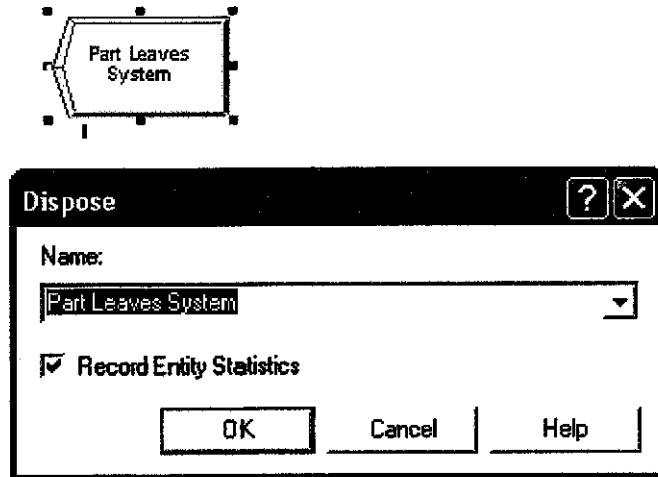 Part Leaves
System
Dispose
Name:
Part Leaves System
Record Entity Statistics
OK
Cancel
Help